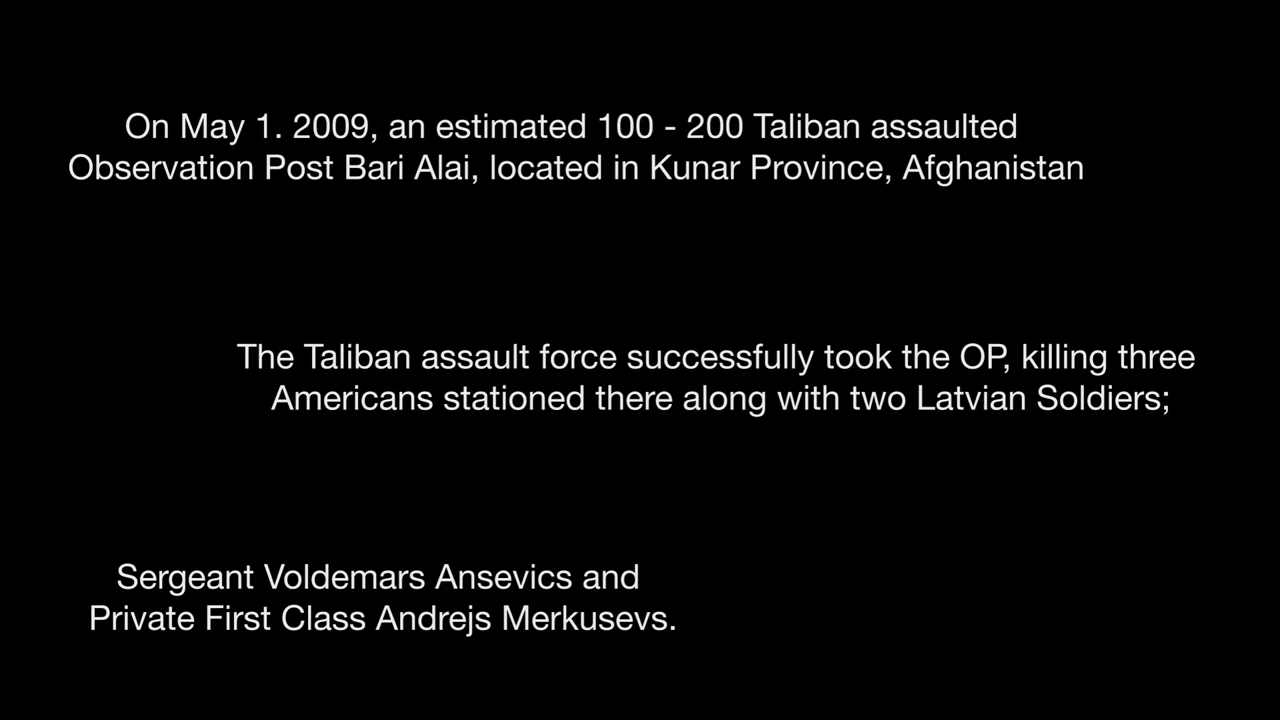 On May 1. 2009, an estimated 100 - 200 Taliban assaulted
Observation Post Bari Alai, located in Kunar Province, Afghanistan
The Taliban assault force successfully took the OP, killing three
Americans stationed there along with two Latvian Soldiers;
Sergeant Voldemars Ansevics and
Private First Class Andrejs Merkusevs.